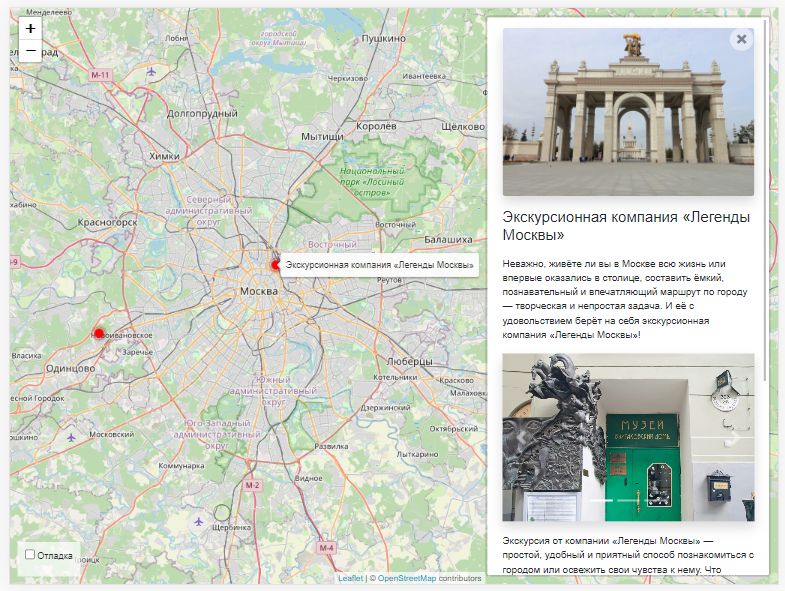 Менделеево
+
−
Лобня
городской
округ Мытищи
Пушкино
M-11
Черкизово
Ивантеевка
Долгопрудный
Мытищи
Королёв
Щёлково
Химки
Национальный
парк «Лосиный
остров»
Северный
административный
округ
Красногорск
Восточный
Восточный
Балашиха
Экскурсионная компания «Легенды Москвы»
Реутов
Москва
Заречье
Власиха
Одинцово
Люберцы
Котельники
Красково
Малаховка
Южный
административный
округ
Дзержинский
Юго-Западный
административный
округ
Октябрьский
Московский
Развилка
Лыткарино
Коммунарка
Видное
M-2
Щербинка
M-4
Отладка
Leaflet | © OpenStreetMap contributors
Экскурсионная компания «Легенды
Москвы»
Неважно, живёте ли вы в Москве всю жизнь или
впервые оказались в столице, составить ёмкий,
познавательный и впечатляющий маршрут по городу
— творческая и непростая задача. И её с
удовольствием берёт на себя экскурсионная
компания «Легенды Москвы»!
МУЗЕЙ
Экскурсия от компании «Легенды Москвы» —
простой, удобный и приятный способ познакомиться с
городом или освежить свои чувства к нему. Что